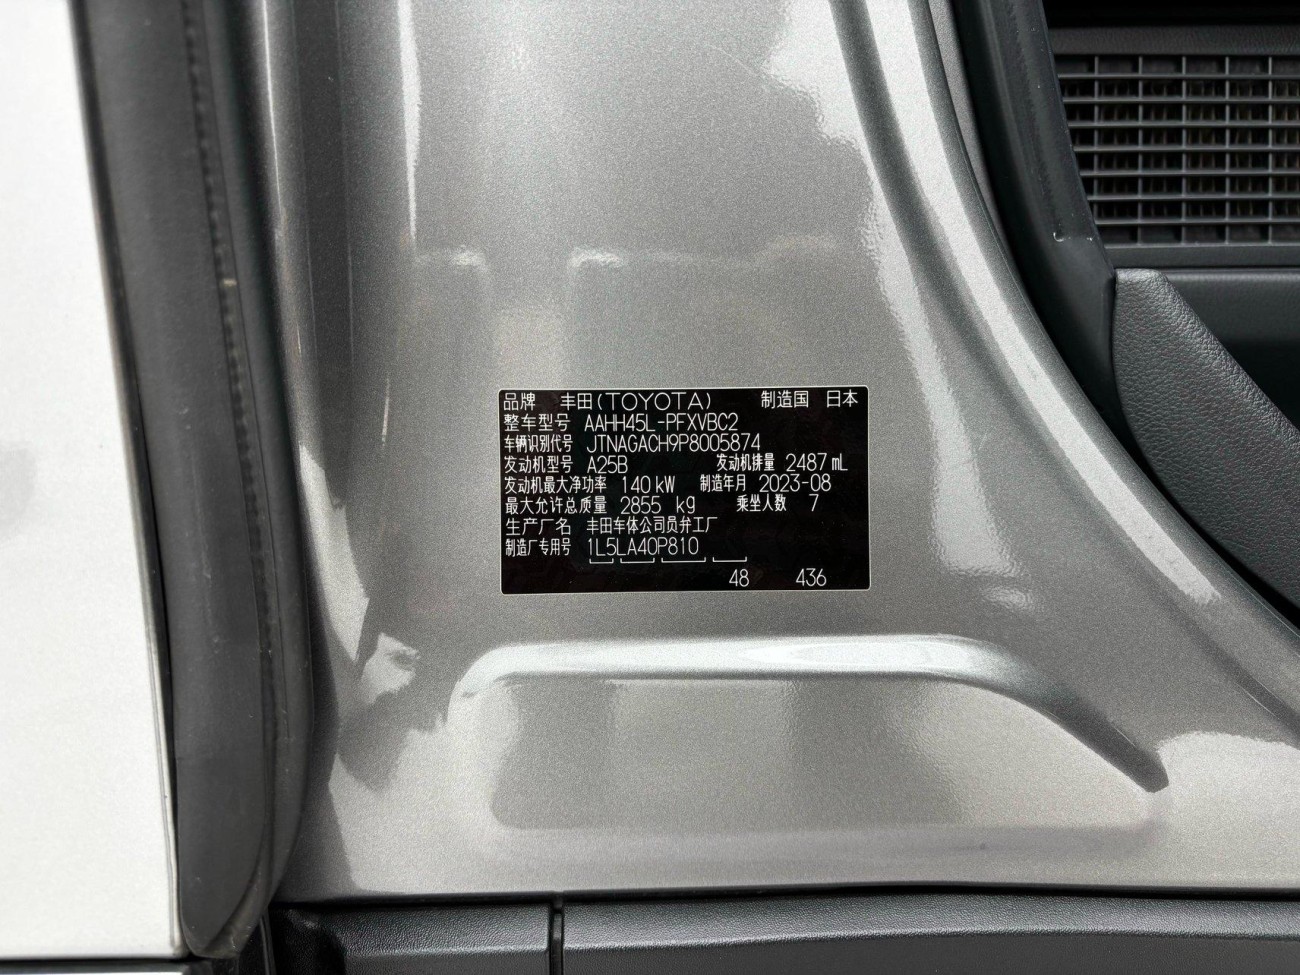 品牌 丰田(TOYOTA) 制造国 日本
整车型号 AAHH45L-PFXVBC2
车辆识别代号 JTNAGACH9P8005874
发动机型号 A25B 发动机排量 2487 mL
发动机最大净功率 140 kW 制造年月 2023-08
最大允许总质量 2855 kg 乘坐人数 7
生产厂名 丰田车体公司员弁工厂
制造厂专用号 1L5LA40P810
48 436